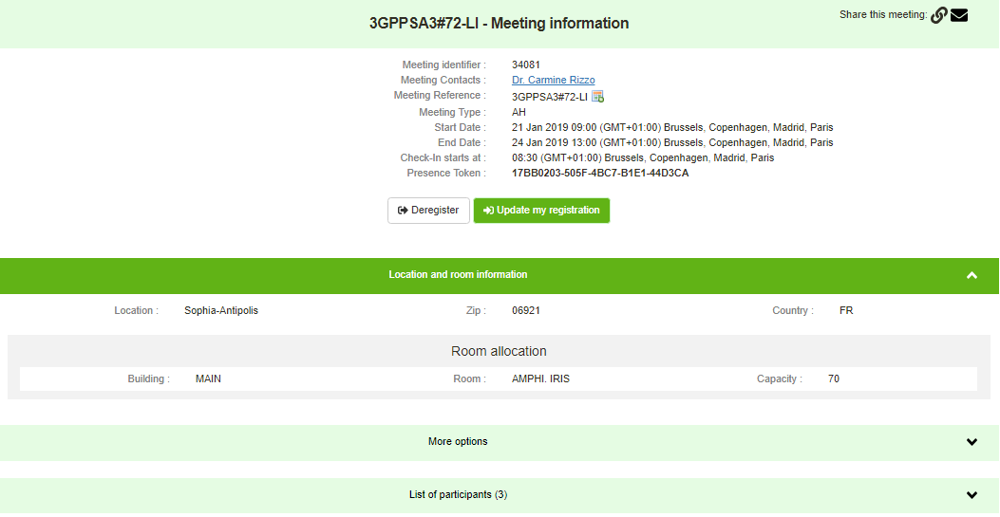 3GPPSA3#72-LI - Meeting information
Share this meeting:
Meeting identifier : 34081
Meeting Contacts : Dr. Carmine Rizzo
Meeting Reference : 3GPPSA3#72-LI
Meeting Type : AH
Start Date : 21 Jan 2019 09:00 (GMT+01:00) Brussels, Copenhagen, Madrid, Paris
End Date : 24 Jan 2019 13:00 (GMT+01:00) Brussels, Copenhagen, Madrid, Paris
Check-In starts at : 08:30 (GMT+01:00) Brussels, Copenhagen, Madrid, Paris
Presence Token : 17BB0203-505F-4BC7-B1E1-44D3CA
Deregister Update my registration
Location and room information
Location : Sophia-Antipolis Zip : 06921 Country : FR
Room allocation
Building : MAIN Room : AMPHI. IRIS Capacity : 70
More options
List of participants (3)